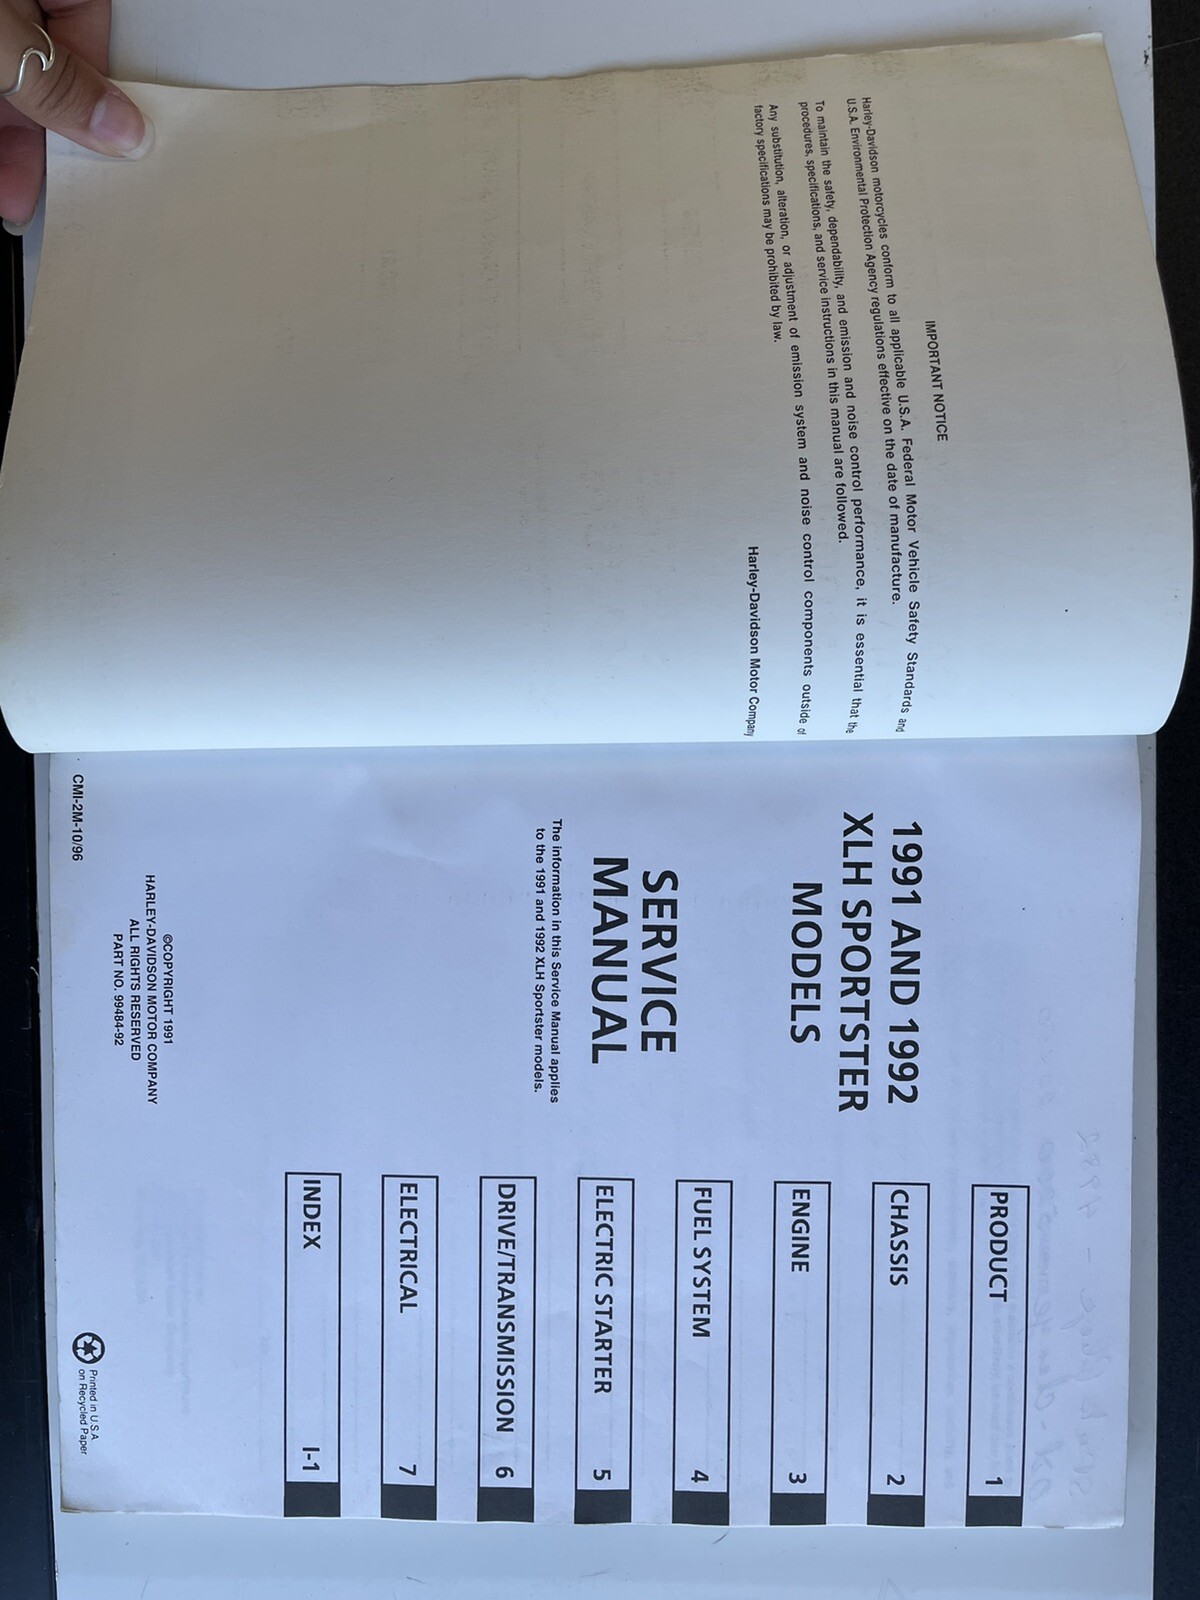 IMPORTANT NOTICE
Harley-Davidson motorcycles conform to all applicable U.S.A. Federal Motor Vehicle Safety Standards and
U.S.A. Environmental Protection Agency regulations effective on the date of manufacture.
To maintain the safety, dependability, and emission and noise control performance, it is essential that the
procedures, specifications, and service instructions in this manual are followed.
Any substitution, alteration, or adjustment of emission system and noise control components outside of
factory specifications may be prohibited by law.
Harley-Davidson Motor Company
1991 AND 1992
XLH SPORTSTER
MODELS
SERVICE
MANUAL
The information in this Service Manual applies
to the 1991 and 1992 XLH Sportster models.
©COPYRIGHT 1991
HARLEY-DAVIDSON MOTOR COMPANY
ALL RIGHTS RESERVED
PART NO. 99484-92
CMI-2M-10/96
PRODUCT 1
CHASSIS 2
ENGINE 3
FUEL SYSTEM 4
ELECTRIC STARTER 5
DRIVE/TRANSMISSION 6
ELECTRICAL 7
INDEX I-1
Printed in U.S.A.
on Recycled Paper